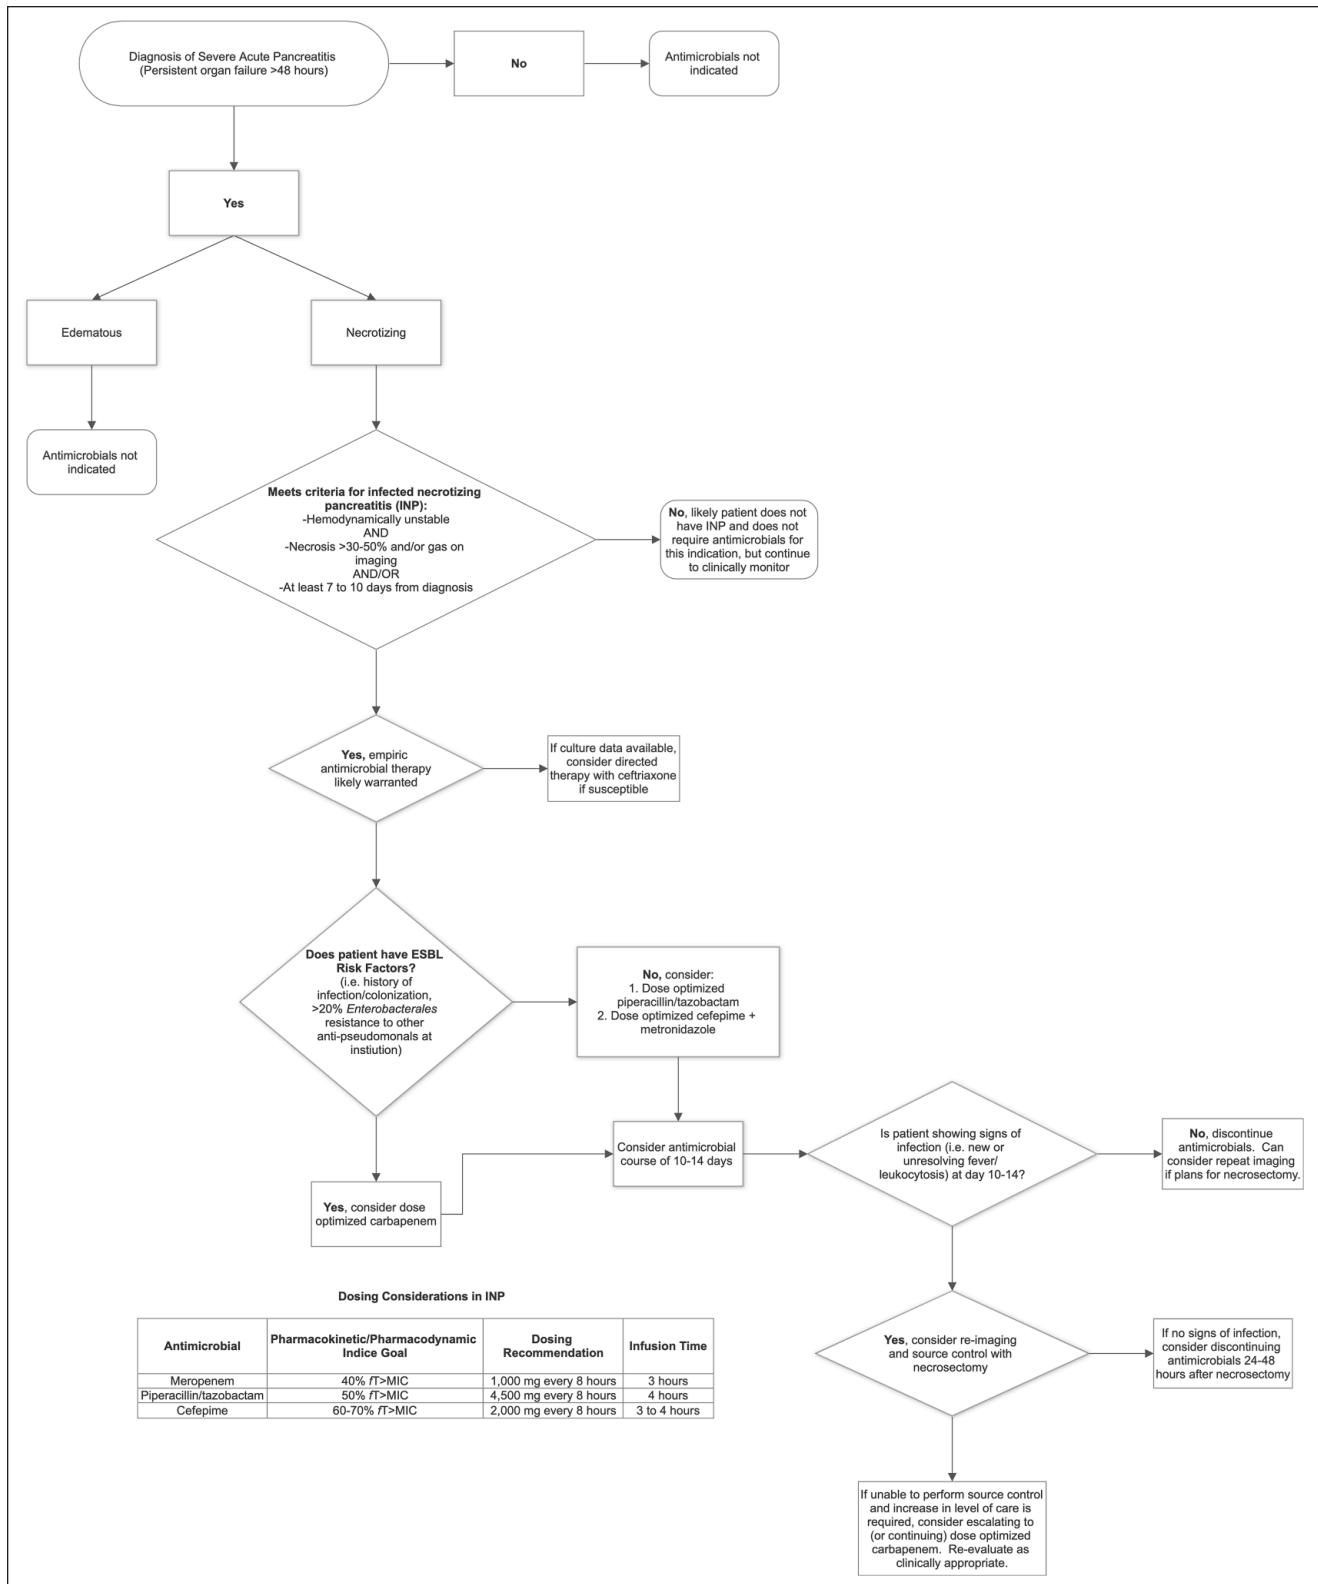 Diagnosis of Severe Acute Pancreatitis
(Persistent organ failure >48 hours)
No
Antimicrobials not
indicated
Yes
Edematous
Necrotizing
Antimicrobials not
indicated
Meets criteria for infected necrotizing
pancreatitis (INP):
-Hemodynamically unstable
AND
-Necrosis >30-50% and/or gas on
imaging
AND/OR
-At least 7 to 10 days from diagnosis
No, likely patient does not
have INP and does not
require antimicrobials for
this indication, but continue
to clinically monitor
Yes, empiric
antimicrobial therapy
likely warranted
If culture data available,
consider directed
therapy with ceftriaxone
if susceptible
Does patient have ESBL
Risk Factors?
(i.e. history of
infection/colonization,
>20% Enterobacterales
resistance to other
anti-pseudomonals at
instiution)
No, consider:
1. Dose optimized
piperacillin/tazobactam
2. Dose optimized cefepime +
metronidazole
Yes, consider dose
optimized carbapenem
Consider antimicrobial
course of 10-14 days
Is patient showing signs of
infection (i.e. new or
unresolving fever/
leukocytosis) at day 10-14?
No, discontinue
antimicrobials. Can
consider repeat imaging
if plans for necrosectomy.
Yes, consider re-imaging
and source control with
necrosectomy
If no signs of infection,
consider discontinuing
antimicrobials 24-48
hours after necrosectomy
If unable to perform source control
and increase in level of care is
required, consider escalating to
(or continuing) dose optimized
carbapenem. Re-evaluate as
clinically appropriate.
Dosing Considerations in INP
Antimicrobial
Pharmacokinetic/Pharmacodynamic
Indice Goal
Dosing
Recommendation
Infusion Time
Meropenem 40% fT>MIC 1,000 mg every 8 hours 3 hours
Piperacillin/tazobactam 50% fT>MIC 4,500 mg every 8 hours 4 hours
Cefepime 60-70% fT>MIC 2,000 mg every 8 hours 3 to 4 hours